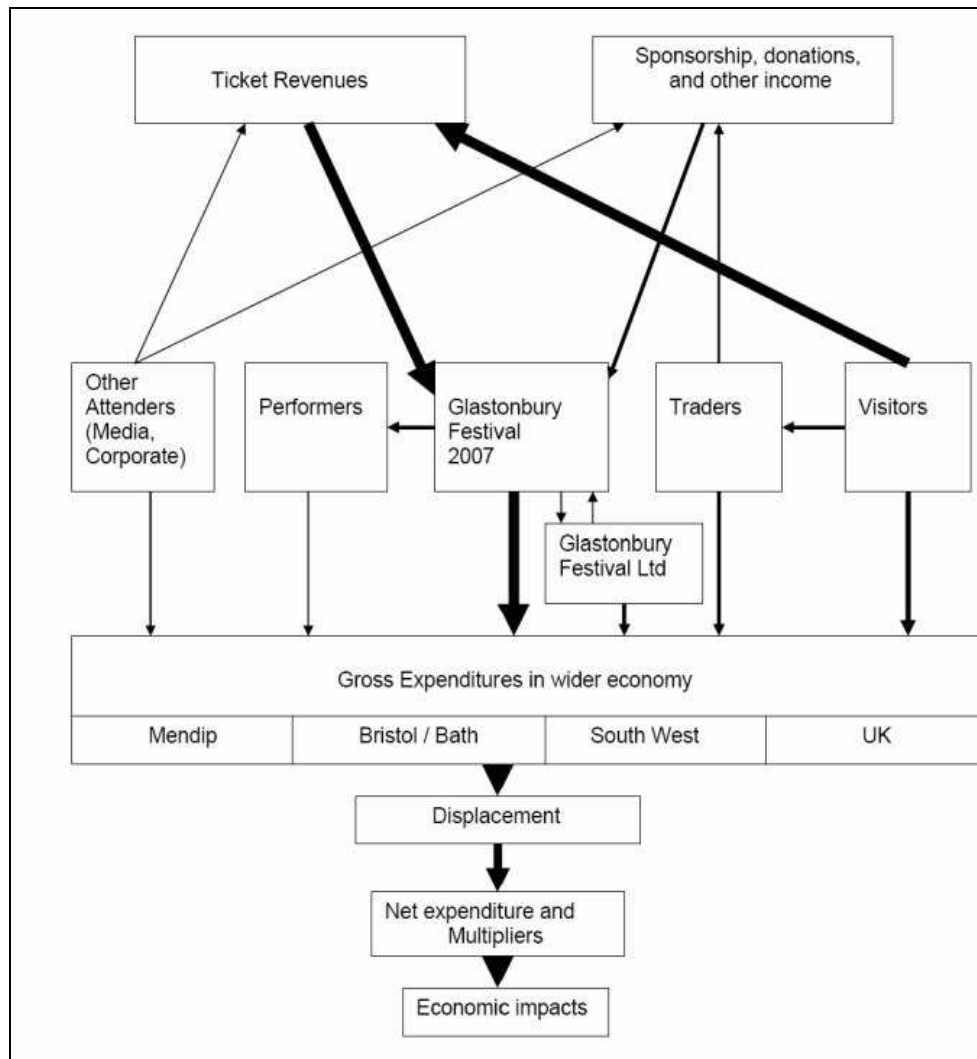 Ticket Revenues
Sponsorship, donations,
and other income
Other
Attenders
(Media,
Corporate)
Performers
Glastonbury
Festival
2007
Traders
Visitors
Glastonbury
Festival Ltd
Gross Expenditures in wider economy
Mendip
Bristol / Bath
South West
UK
Displacement
Net expenditure and
Multipliers
Economic impacts